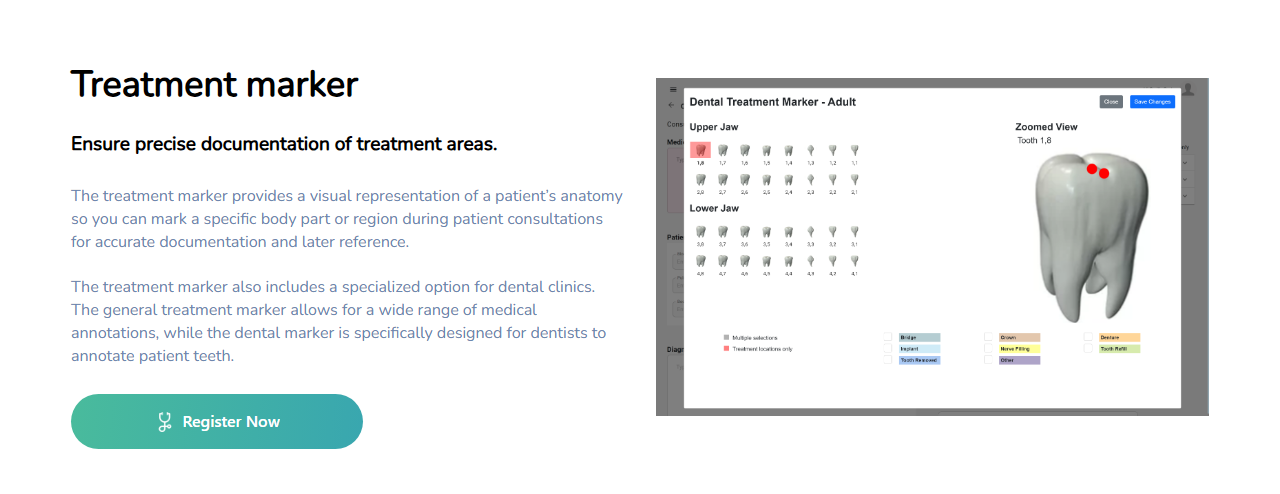 Treatment marker
Ensure precise documentation of treatment areas.
The treatment marker provides a visual representation of a patient’s anatomy
so you can mark a specific body part or region during patient consultations
for accurate documentation and later reference.
The treatment marker also includes a specialized option for dental clinics.
The general treatment marker allows for a wide range of medical
annotations, while the dental marker is specifically designed for dentists to
annotate patient teeth.
Register Now
Dental Treatment Marker - Adult
Close
Save Changes
Upper Jaw
1,8 1,7 1,6 1,5 1,4 1,3 1,2 1,1
2,8 2,7 2,6 2,5 2,4 2,3 2,2 2,1
Lower Jaw
3,8 3,7 3,6 3,5 3,4 3,3 3,2 3,1
4,8 4,7 4,6 4,5 4,4 4,3 4,2 4,1
Zoomed View
Tooth 1,8
Multiple selections
Treatment locations only
Bridge
Crown
Denture
Implant
Nerve Filling
Tooth Refill
Tooth Removed
Other